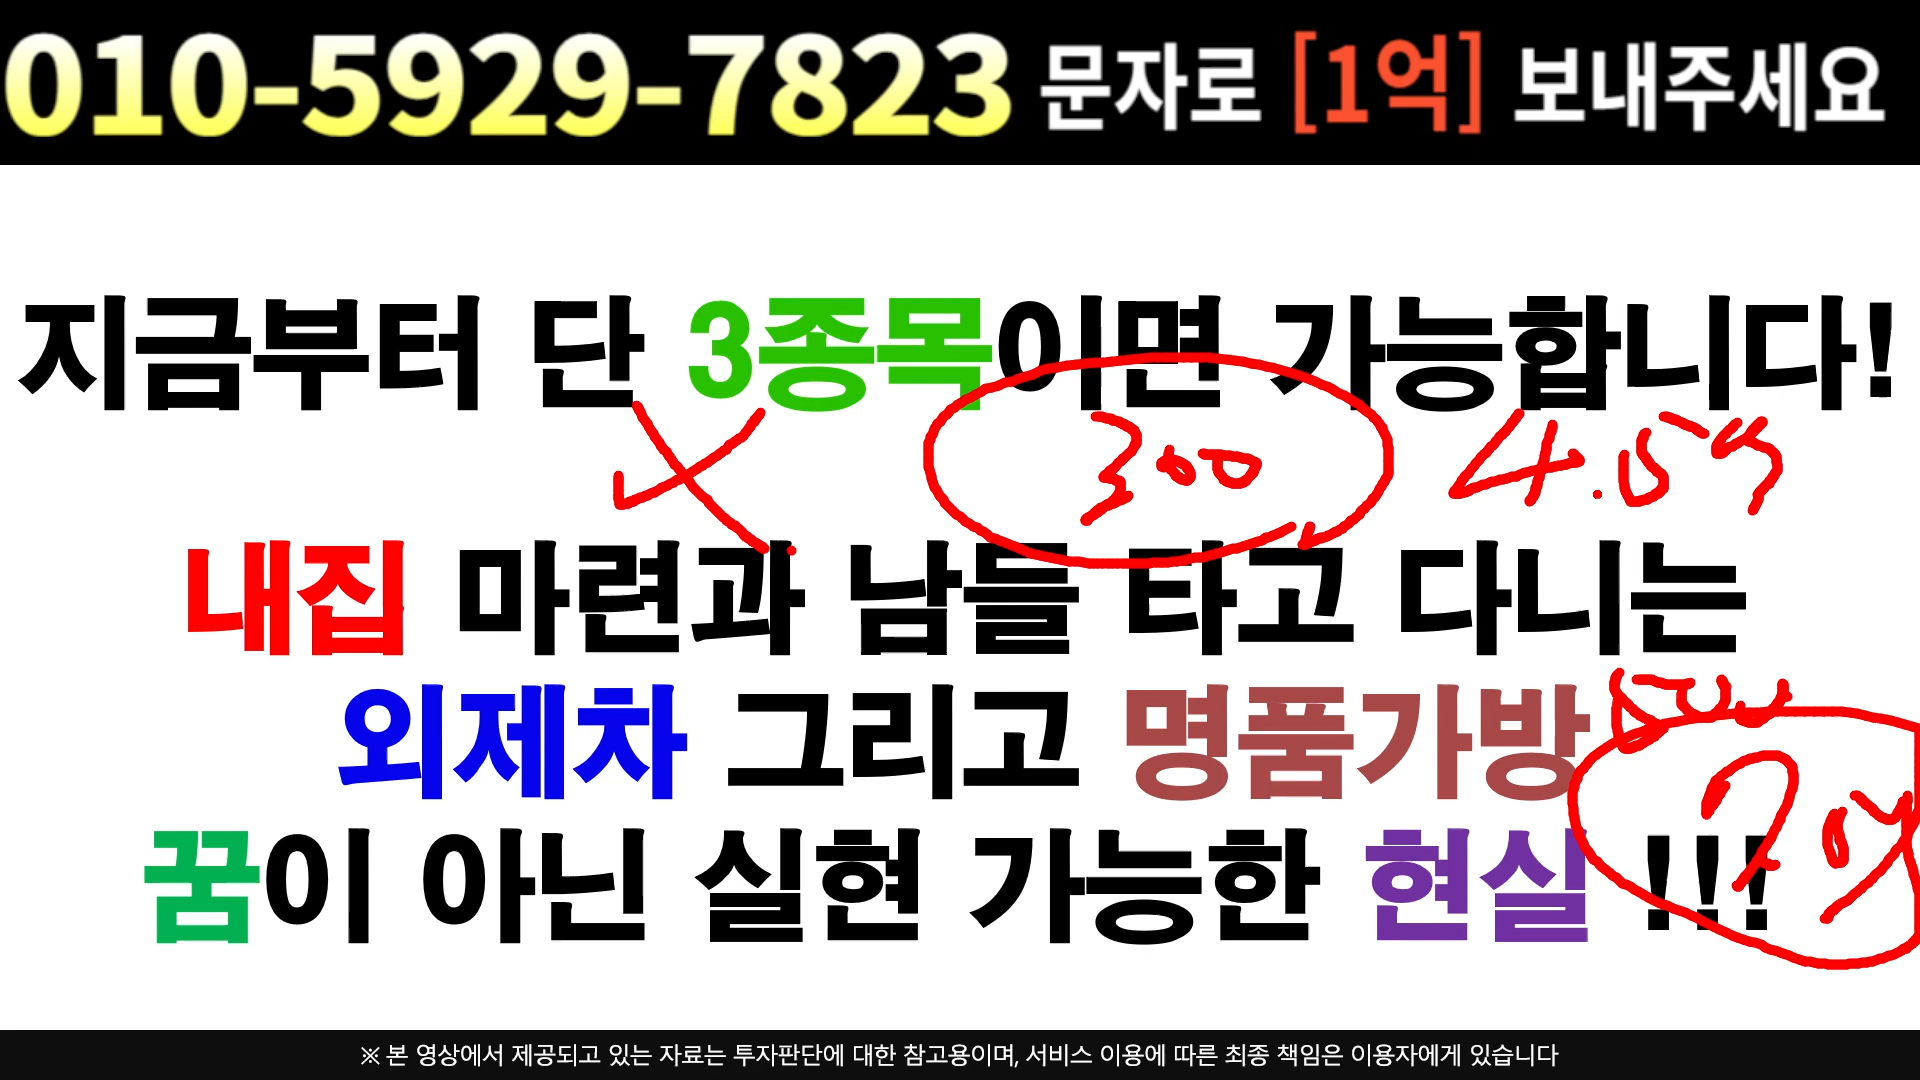 010-5929-7823 문자로 [1억] 보내주세요
지금부터 단 3종목이면 가능합니다!
300
내집 마련과 남들 타고 다니는
외제차 그리고 명품가방
꿈이 아닌 실현 가능한 현실 !!!
※ 본 영상에서 제공되고 있는 자료는 투자판단에 대한 참고용이며, 서비스 이용에 따른 최종 책임은 이용자에게 있습니다